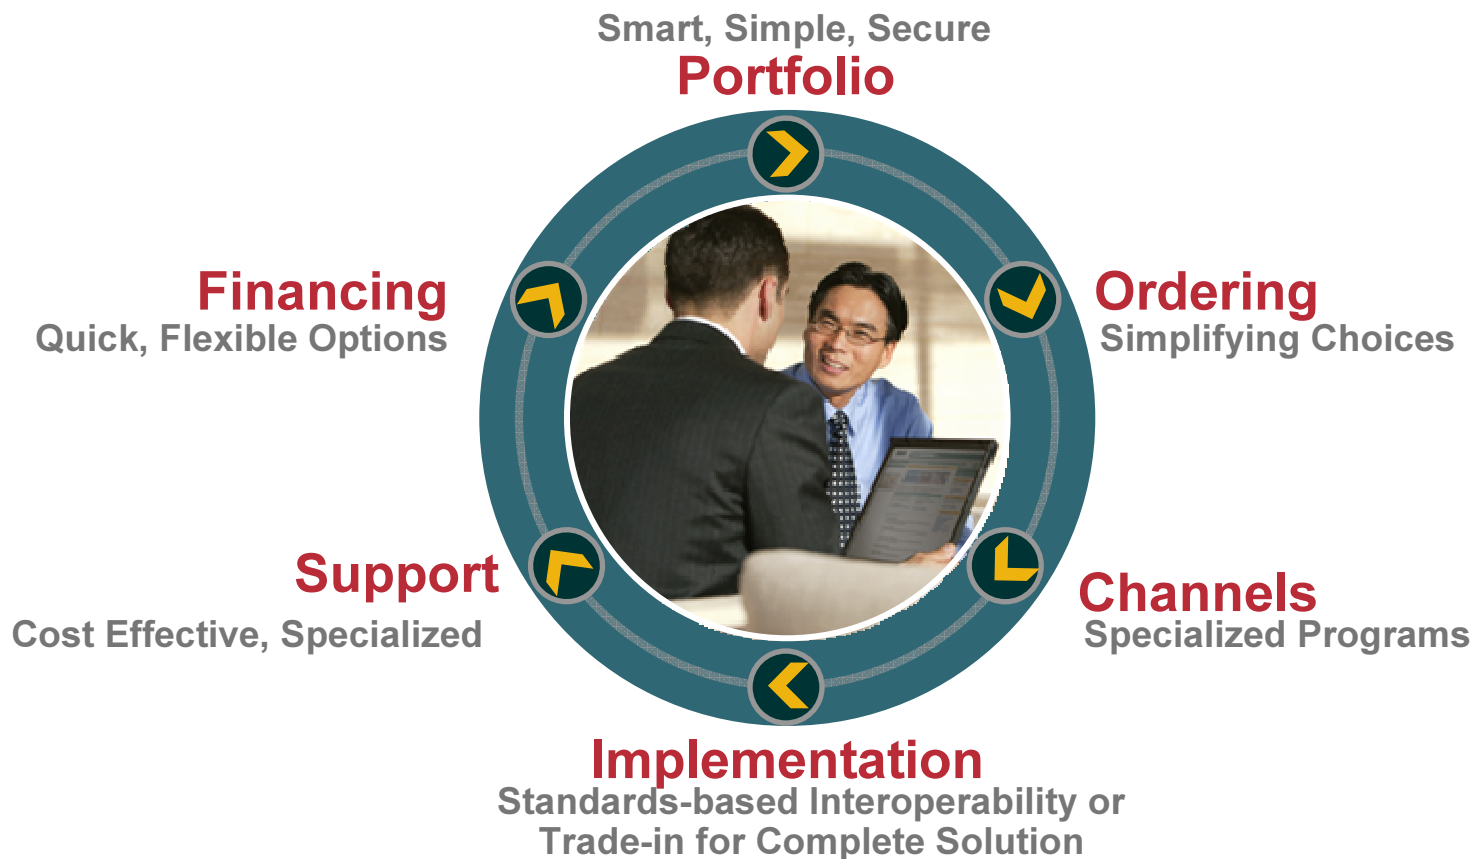 Smart, Simple, Secure
Portfolio
Financing
Quick, Flexible Options
Ordering
Simplifying Choices
Support
Cost Effective, Specialized
Channels
Specialized Programs
Implementation
Standards-based Interoperability or
Trade-in for Complete Solution